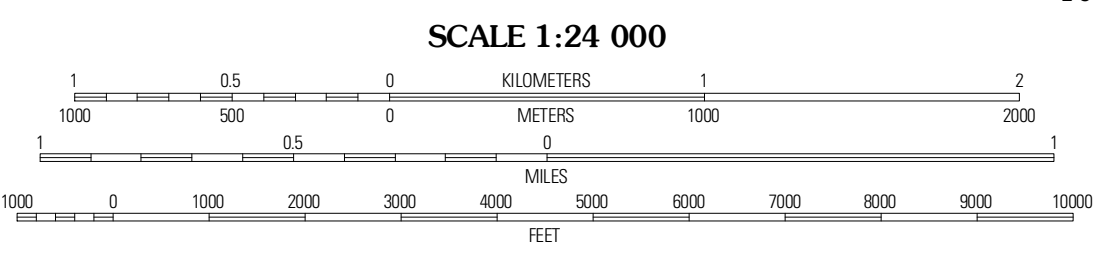 SCALE 1:24 000
1 0.5 0 KILOMETERS 1 2
1000 500 0 METERS 1000 2000
1 0.5 0 1
MILES
1000 0 1000 2000 3000 4000 5000 6000 7000 8000 9000 10000
FEET